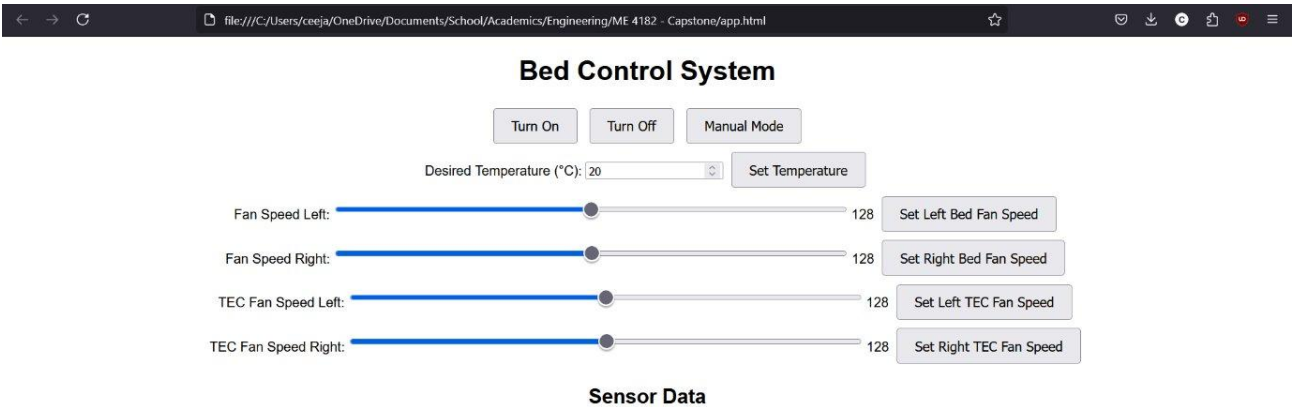 file:///C:/Users/ceeja/OneDrive/Documents/School/Academics/Engineering/ME 4182 - Capstone/app.html
Bed Control System
Turn On Turn Off Manual Mode
Desired Temperature (°C): 20 Set Temperature
Fan Speed Left: 128 Set Left Bed Fan Speed
Fan Speed Right: 128 Set Right Bed Fan Speed
TEC Fan Speed Left: 128 Set Left TEC Fan Speed
TEC Fan Speed Right: 128 Set Right TEC Fan Speed
Sensor Data